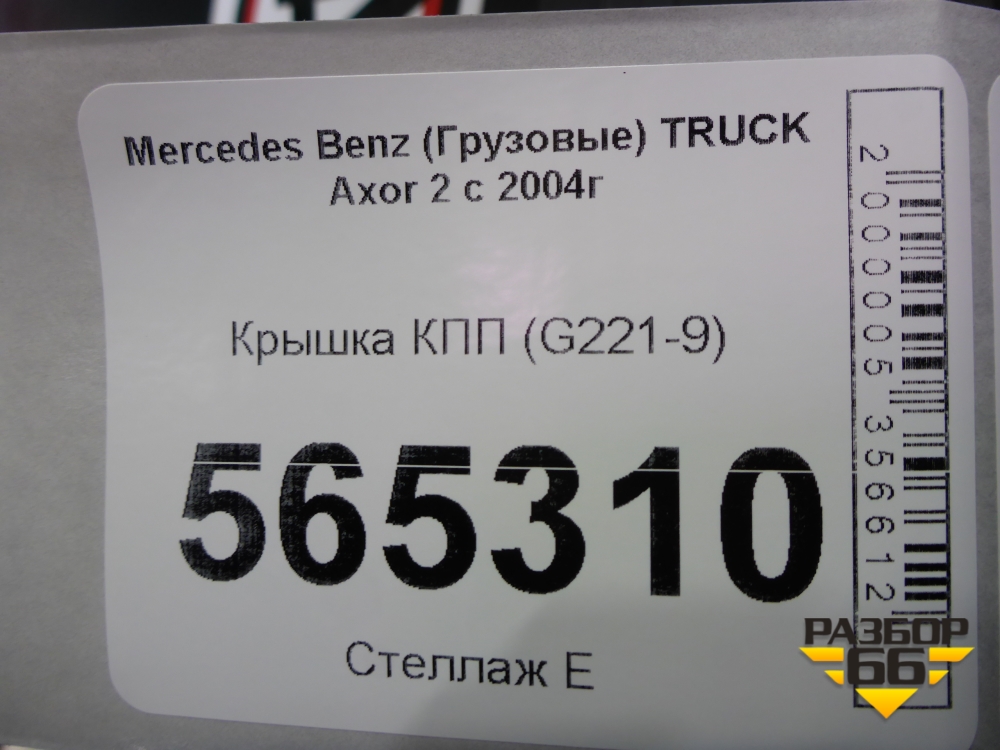 Mercedes Benz (Грузовые) TRUCK
Axor 2 с 2004г
Крышка КПП (G221-9)
565310
Стеллаж E
2000005356612
РАЗБОР
66